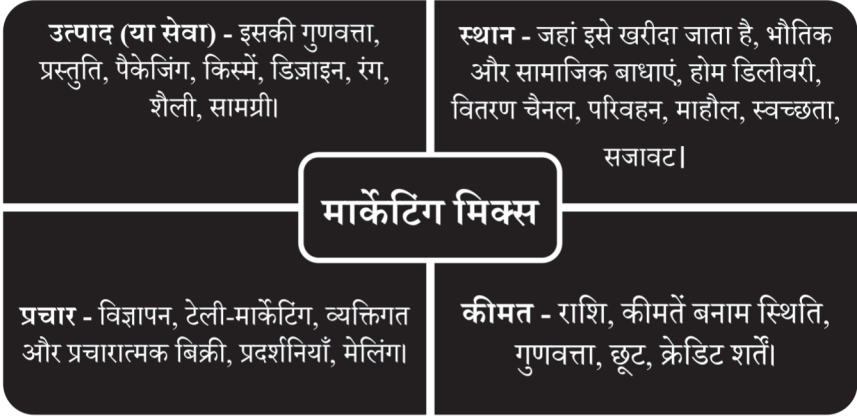 उत्पाद (या सेवा) - इसकी गुणवत्ता,
प्रस्तुति, पैकेजिंग, किस्में, डिज़ाइन, रंग,
शैली, सामग्री।
स्थान - जहां इसे खरीदा जाता है, भौतिक
और सामाजिक बाधाएं, होम डिलीवरी,
वितरण चैनल, परिवहन, माहौल, स्वच्छता,
सजावट|
मार्केटिंग मिक्स
प्रचार - विज्ञापन, टेली-मार्केटिंग, व्यक्तिगत
और प्रचारात्मक बिक्री, प्रदर्शनियाँ, मेलिंग।
कीमत - राशि, कीमतें बनाम स्थिति,
गुणवत्ता, छूट, क्रेडिट शर्तें।